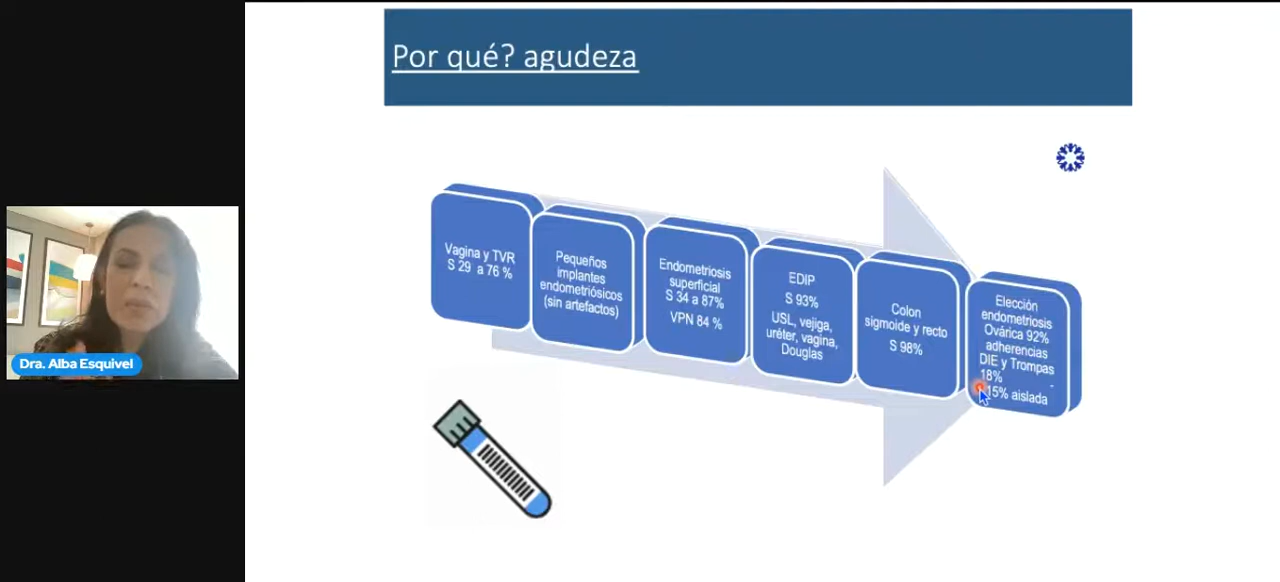 Por qué? agudeza
Vagina y TVR
S 29 a 76 %
Pequeños
implantes
endometriósicos
(sin artefactos)
Endometriosis
superficial
S 34 a 87%
VPN 84 %
EDIP
S 93%
USL, vejiga,
uréter, vagina,
Douglas
Colon
sigmoide y recto
S 98%
Elección
endometriosis
Ovárica 92%
adherencias
DIE y Trompas
18% -
15% aislada
Dra. Alba Esquivel